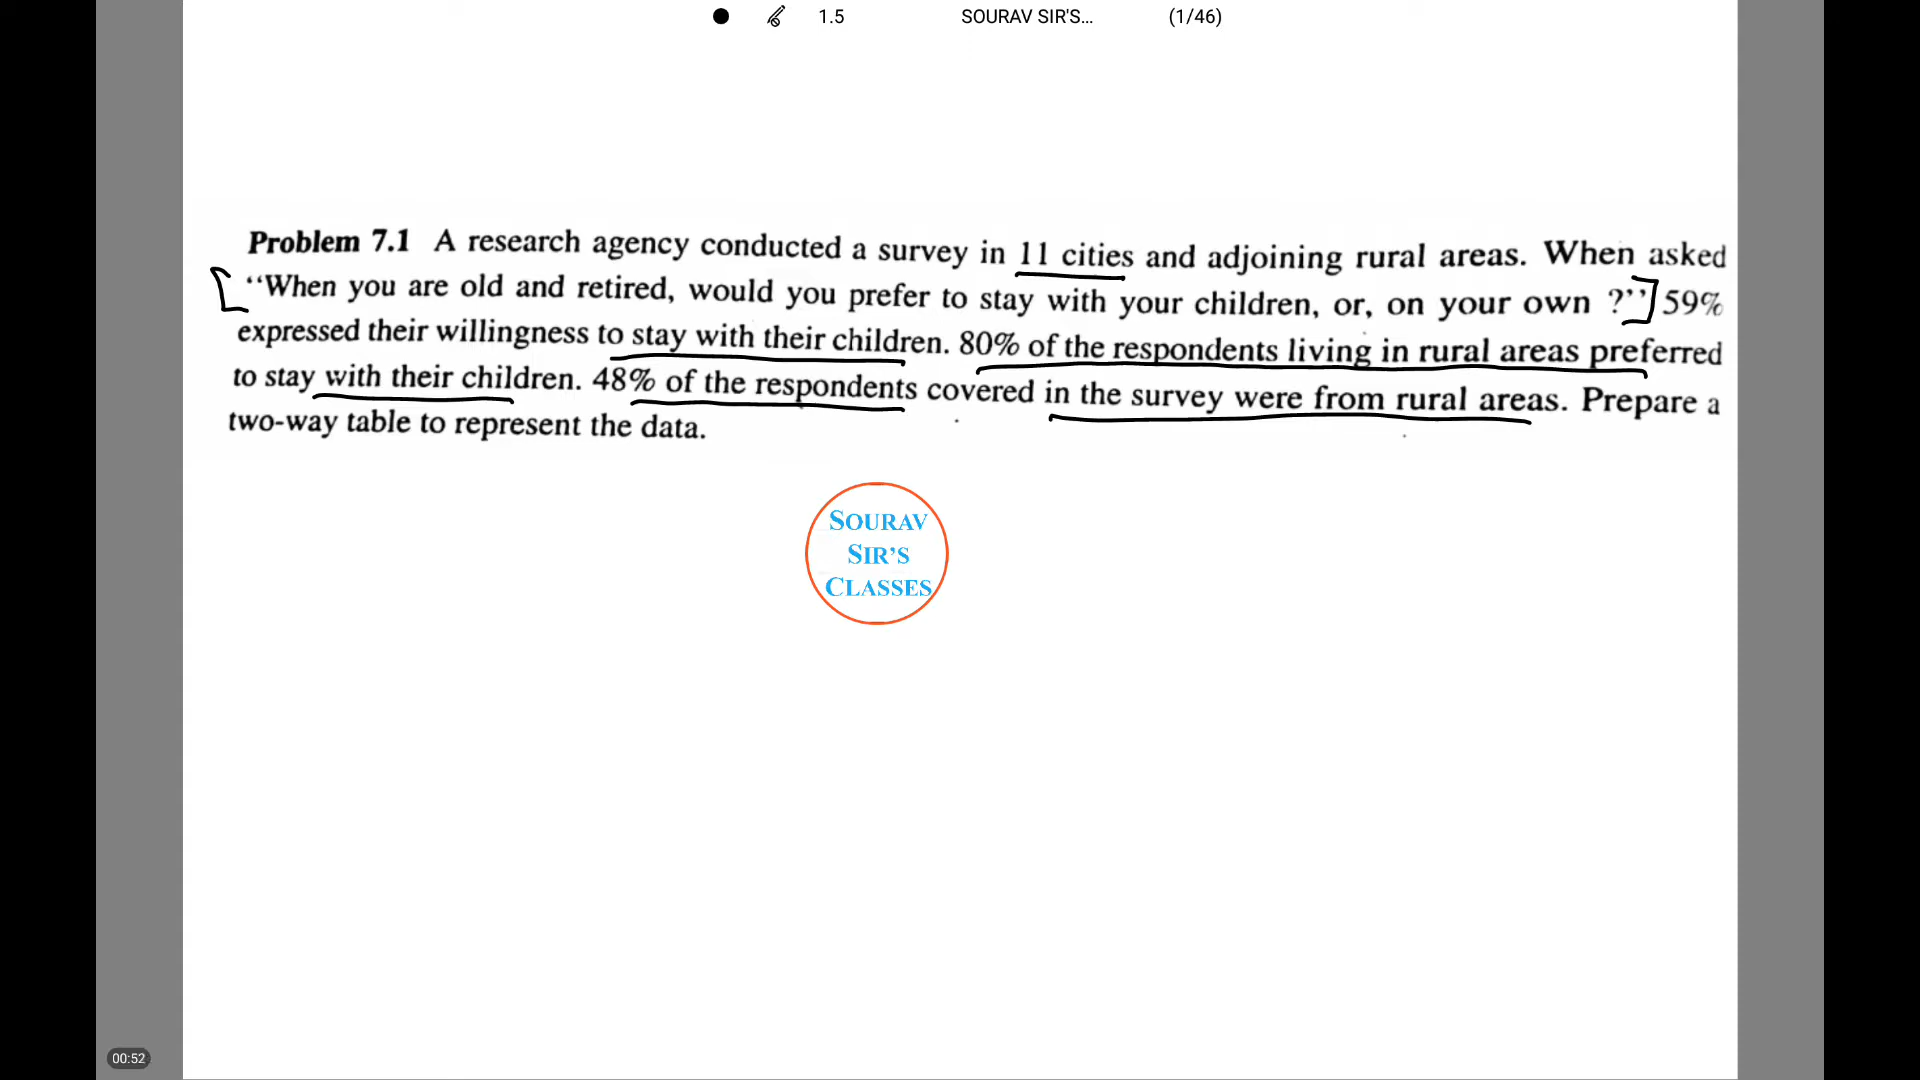 1.5 SOURAV SIR'S... (1/46)
Problem 7.1 A research agency conducted a survey in 11 cities and adjoining rural areas. When asked
‘‘When you are old and retired, would you prefer to stay with your children, or, on your own ?’’ 59%
expressed their willingness to stay with their children. 80% of the respondents living in rural areas preferred
to stay with their children. 48% of the respondents covered in the survey were from rural areas. Prepare a
two-way table to represent the data.
SOURAV
SIR’S
CLASSES
00:52